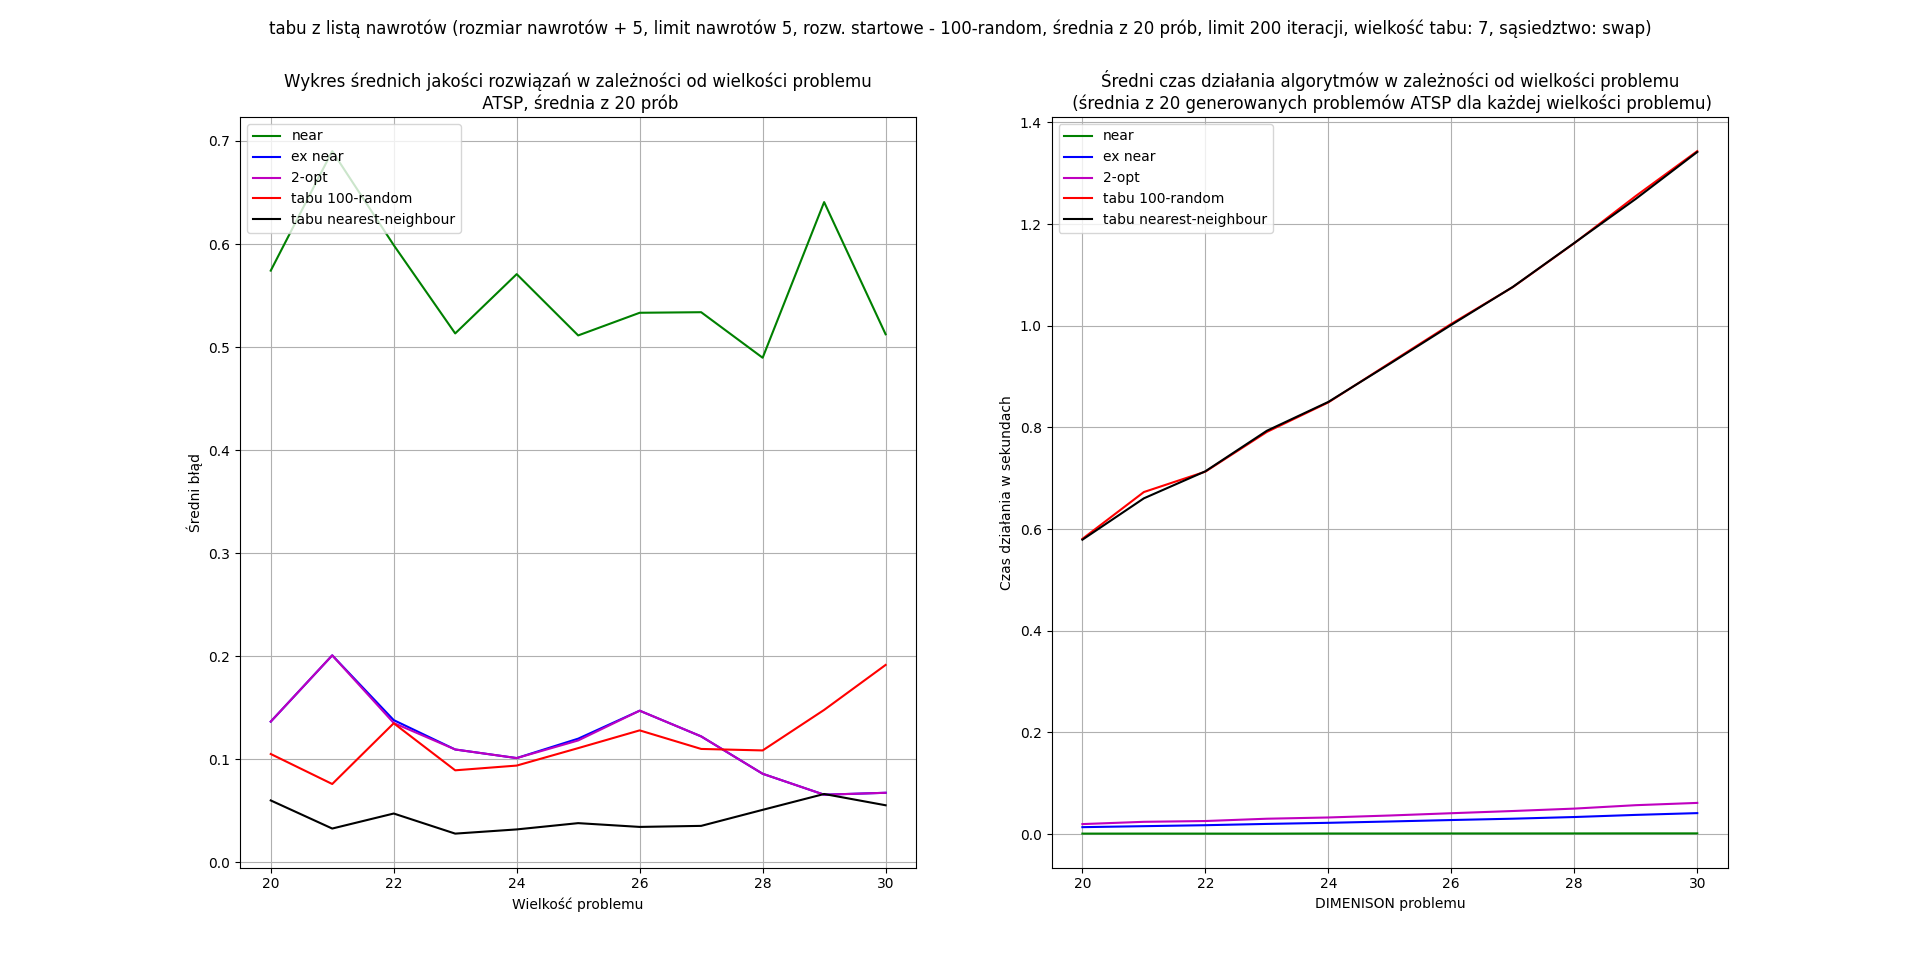 tabu z listą nawrotów (rozmiar nawrotów + 5, limit nawrotów 5, rozw. startowe - 100-random, średnia z 20 prób, limit 200 iteracji, wielkość tabu: 7, sąsiedztwo: swap)
Wykres średnich jakości rozwiązań w zależności od wielkości problemu
ATSP, średnia z 20 prób
near
ex near
2-opt
tabu 100-random
tabu nearest-neighbour
0.7
0.6
0.5
0.4
0.3
0.2
0.1
0.0
Średni błąd
20 22 24 26 28 30
Wielkość problemu
Średni czas działania algorytmów w zależności od wielkości problemu
(średnia z 20 generowanych problemów ATSP dla każdej wielkości problemu)
near
ex near
2-opt
tabu 100-random
tabu nearest-neighbour
1.4
1.2
1.0
0.8
0.6
0.4
0.2
0.0
Czas działania w sekundach
20 22 24 26 28 30
DIMENISON problemu